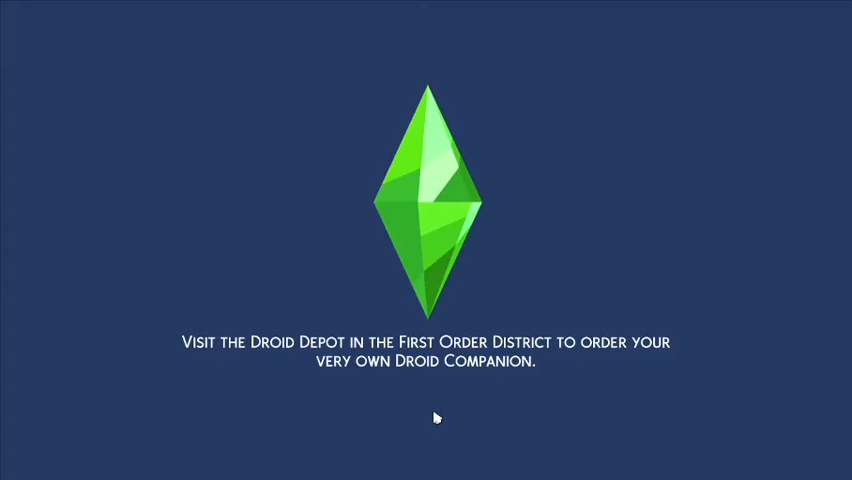 Visit the Droid Depot in the First Order District to order your
very own Droid Companion.